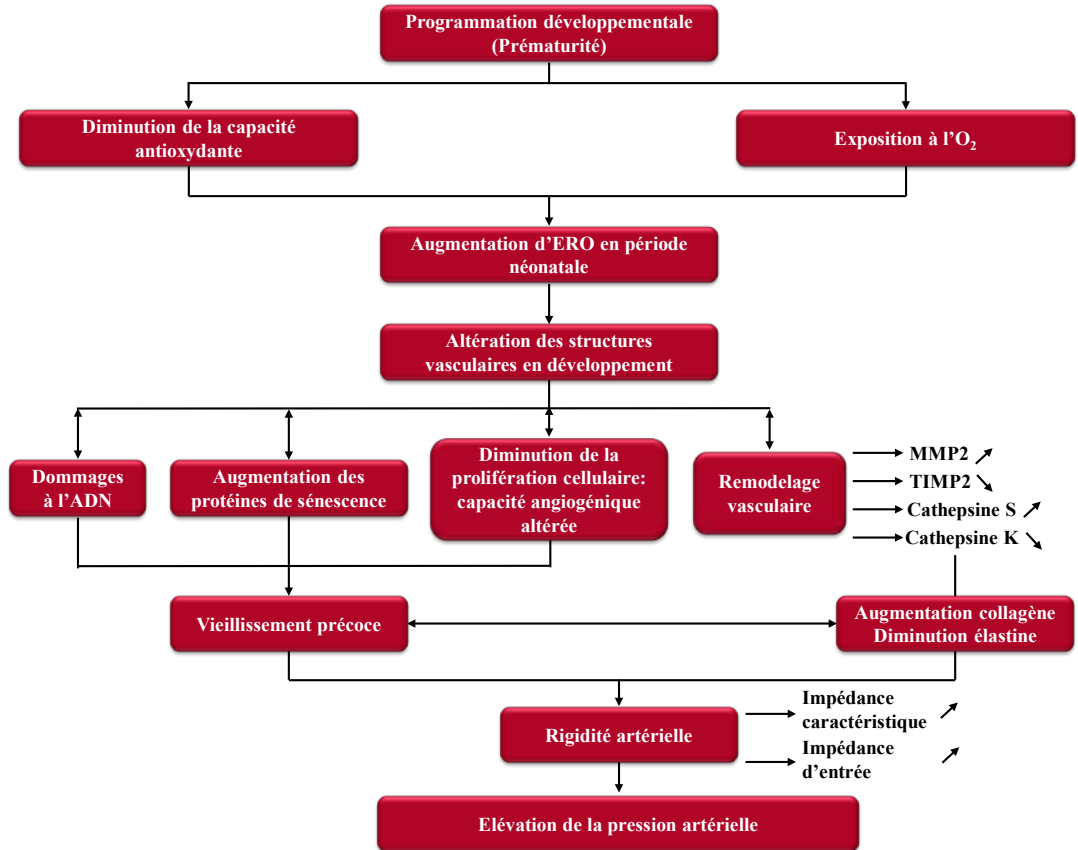 Programmation développementale
(Prématurité)
Diminution de la capacité
antioxydante
Exposition à l’O₂
Augmentation d’ERO en période
néonatale
Altération des structures
vasculaires en développement
Dommages
à l’ADN
Augmentation des
protéines de sénescence
Diminution de la
prolifération cellulaire:
capacité angiogénique
altérée
Remodelage
vasculaire
MMP2
TIMP2
Cathepsine S
Cathepsine K
Vieillissement précoce
Augmentation collagène
Diminution élastine
Rigidité artérielle
Impédance
caractéristique
Impédance
d’entrée
Elévation de la pression artérielle